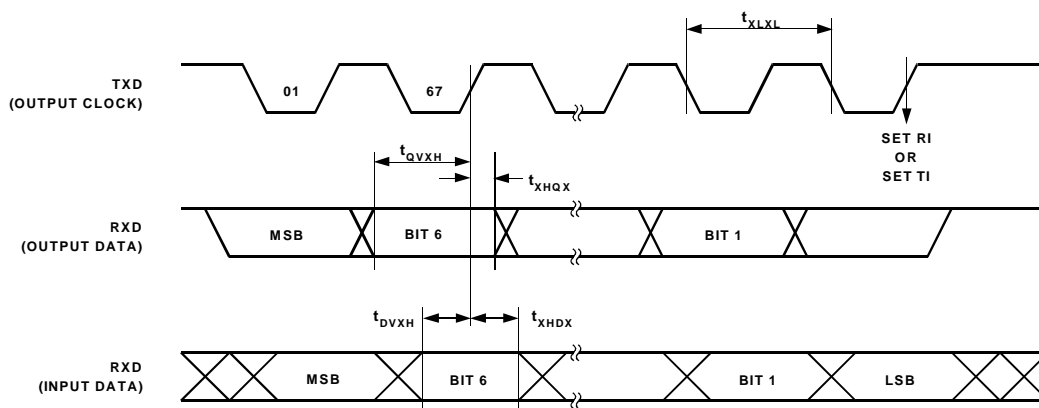 tXLXL
TXD
(OUTPUT CLOCK)
01
67
SET RI
OR
SET TI
tQVXH
tXHQX
RXD
(OUTPUT DATA)
MSB
BIT 6
BIT 1
tDVXH
tXHDX
RXD
(INPUT DATA)
MSB
BIT 6
BIT 1
LSB